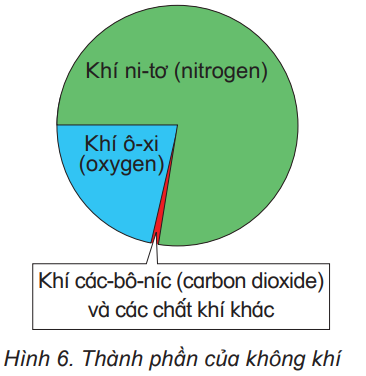 Khí ni-tơ (nitrogen)
Khí ô-xi
(oxygen)
Khí các-bô-níc (carbon dioxide)
và các chất khí khác
Hình 6. Thành phần của không khí